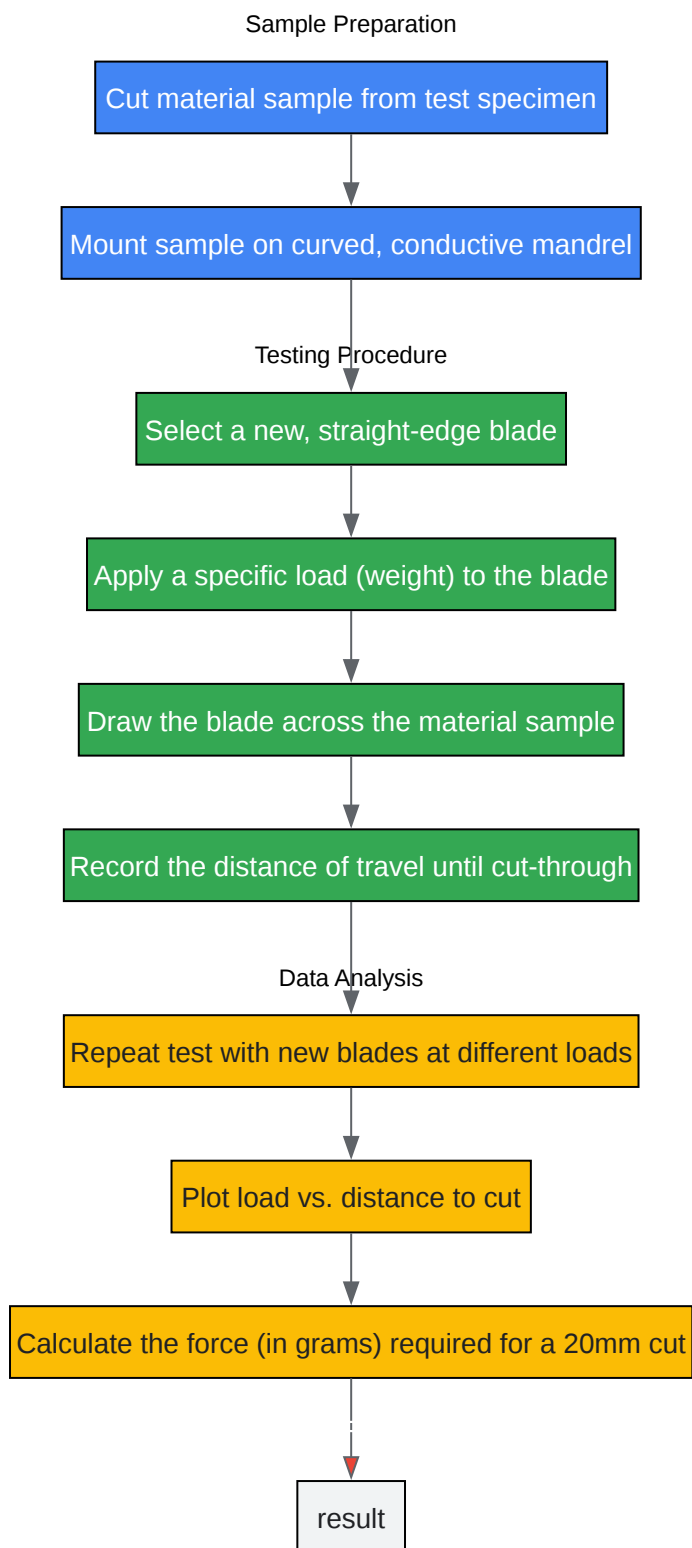 Sample Preparation
Cut material sample from test specimen
Mount sample on curved, conductive mandrel
Testing Procedure
Select a new, straight-edge blade
Apply a specific load (weight) to the blade
Draw the blade across the material sample
Record the distance of travel until cut-through
Data Analysis
Repeat test with new blades at different loads
Plot load vs. distance to cut
Calculate the force (in grams) required for a 20mm cut
result